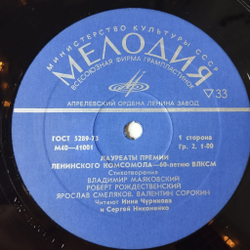 МИНИСТЕРСТВО КУЛЬТУРЫ СССР
МЕЛОДИЯ
ВСЕСОЮЗНАЯ ФИРМА ГРАМПЛАСТИНОК
33
АПРЕЛЕВСКИЙ ОРДЕНА ЛЕНИНА ЗАВОД
ГОСТ 5289-73
1 сторона
М40—41001
Гр. 2. 1-00
ЛАУРЕАТЫ ПРЕМИИ
ЛЕНИНСКОГО КОМСОМОЛА—60-летию ВЛКСМ
Стихотворения
ВЛАДИМИР МАЯКОВСКИЙ
РОБЕРТ РОЖДЕСТВЕНСКИЙ
ЯРОСЛАВ СМЕЛЯКОВ, ВАЛЕНТИН СОРОКИН
Читают Инна Чурикова
и Сергей Никоненко